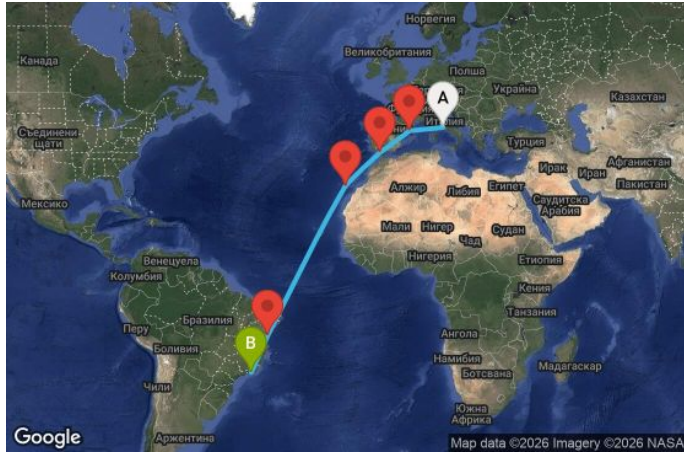 Норвегия
Канада
Великобритания
Полша
A
Украйна
Казахстан
Италия
Съединени
щати
Турция
Ирак
Иран
Афганистан
Пакистан
Мексико
Алжир
Либия
Египет
Саудитска
Арабия
Мали
Нигер
Чад
Судан
Нигерия
Етиопия
Венецуела
Колумбия
Кения
Танзания
Перу
Бразилия
B
Боливия
Ангола
Намибия
Ботсвана
Мадагаскар
Чили
Южна
Африка
Аржентина
Google
Map data ©2026 Imagery ©2026 NASA